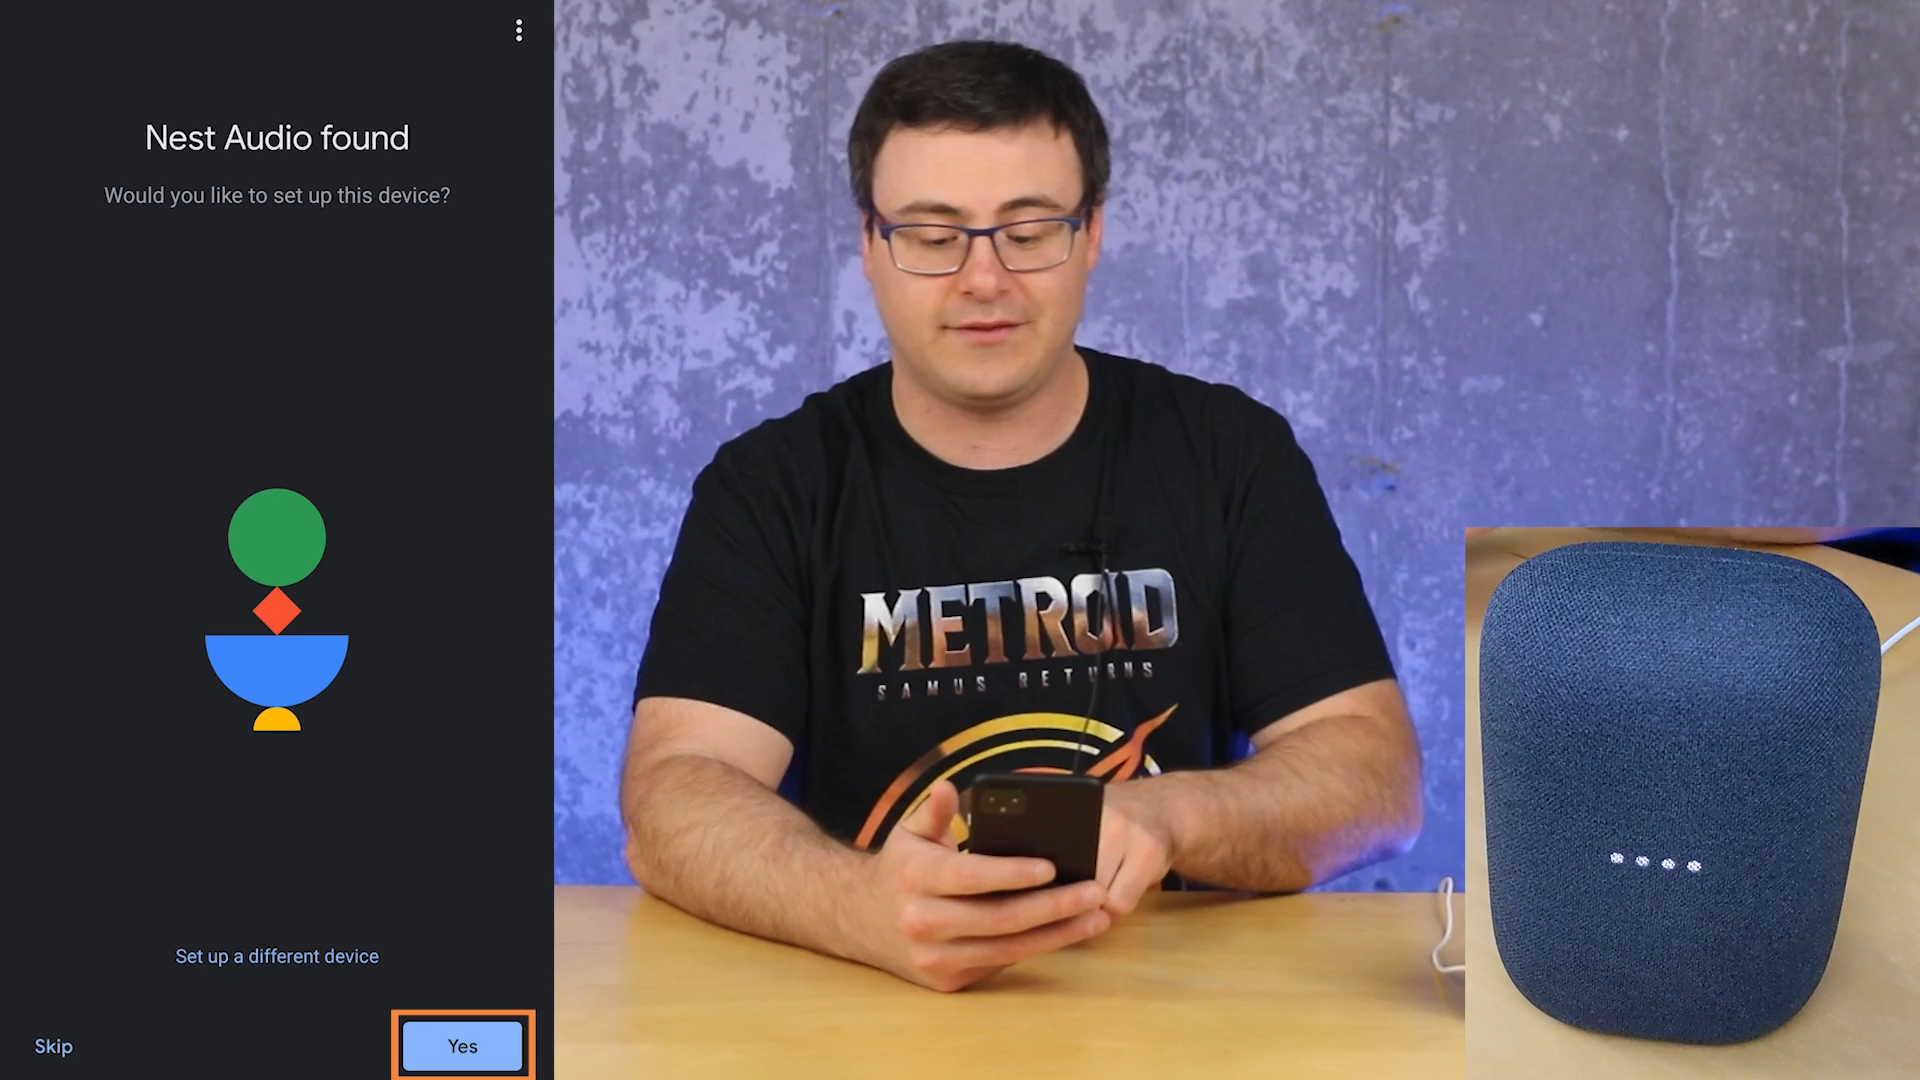 Nest Audio found
Would you like to set up this device?
METROID
SAMUS RETURNS
Set up a different device
Skip
Yes